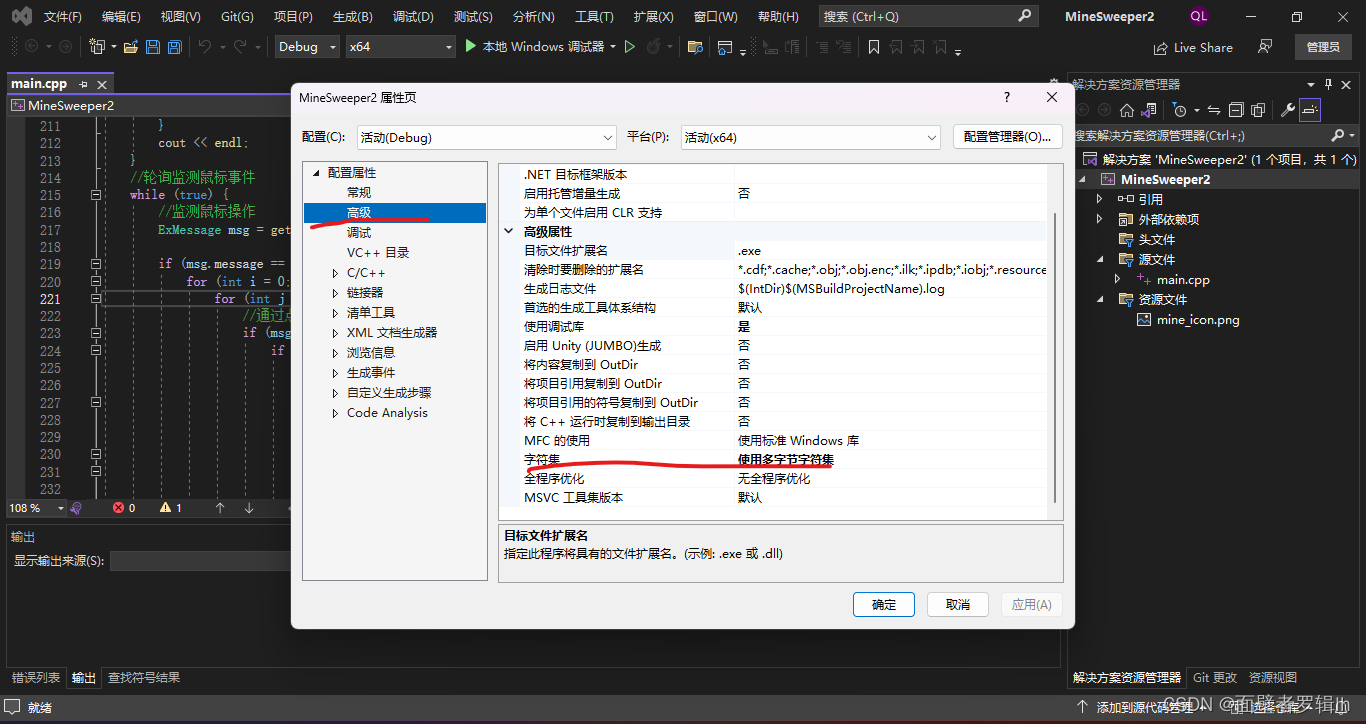 文件(F) 编辑(E) 视图(V) Git(G) 项目(P) 生成(B) 调试(D) 测试(S) 分析(N) 工具(T) 扩展(X) 窗口(W) 帮助(H) 搜索 (Ctrl+Q) MineSweeper2 QL
Debug x64 本地 Windows 调试器 Live Share 管理员
main.cpp
MineSweeper2
211 }
212 cout << endl;
213 }
214 //轮询监测鼠标事件
215 while (true) {
216 //监测鼠标操作
217 ExMessage msg = get
218
219 if (msg.message ==
220 for (int i = 0;
221 for (int j
222 //通过点
223 if (msg
224 if
225
226
227
228
229
230
231
232
108 % 0 1
输出
显示输出来源(S):
错误列表 输出 查找符号结果
就绪
MineSweeper2 属性页 ?
配置(C): 活动(Debug) 平台(P): 活动(x64) 配置管理器(O)...
配置属性
常规
高级
调试
VC++ 目录
C/C++
链接器
清单工具
XML 文档生成器
浏览信息
生成事件
自定义生成步骤
Code Analysis
.NET 目标框架版本
启用托管增量生成 否
为单个文件启用 CLR 支持
高级属性
目标文件扩展名 .exe
清除时要删除的扩展名 *.cdf;*.cache;*.obj;*.obj.enc;*.ilk;*.ipdb;*.iobj;*.resource
生成日志文件 $(IntDir)$(MSBuildProjectName).log
首选的生成工具体系结构 默认
使用调试库 是
启用 Unity (JUMBO)生成 否
将内容复制到 OutDir 否
将项目引用复制到 OutDir 否
将项目引用的符号复制到 OutDir 否
将 C++ 运行时复制到输出目录 否
MFC 的使用 使用标准 Windows 库
字符集 使用多字节字符集
全程序优化 无全程序优化
MSVC 工具集版本 默认
目标文件扩展名
指定此程序将具有的文件扩展名。(示例: .exe 或 .dll)
确定 取消 应用(A)
解决方案资源管理器
搜索解决方案资源管理器(Ctrl+;)
解决方案 'MineSweeper2' (1 个项目，共 1 个)
MineSweeper2
引用
外部依赖项
头文件
源文件
main.cpp
资源文件
mine_icon.png
解决方案资源管理器 Git 更改 资源视图
添加到源代码管理
CSDN @面壁者罗辑jh